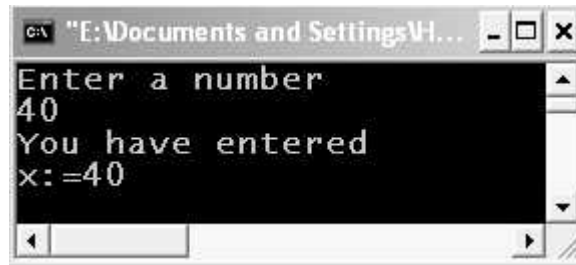 "E:\Documents and Settings\H...
Enter a number
40
You have entered
x:=40